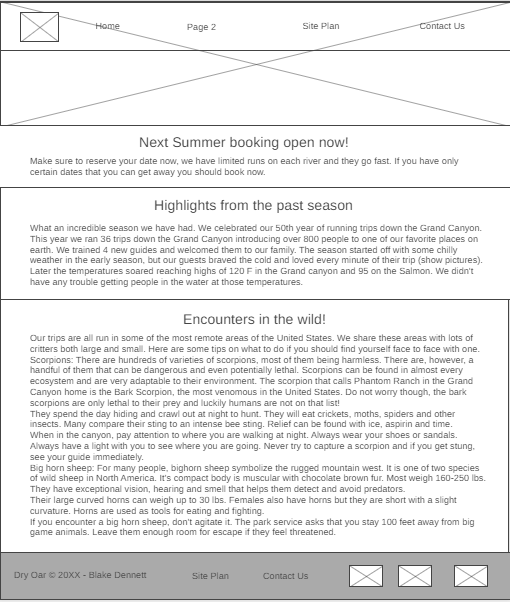 Home Page 2 Site Plan Contact Us
Next Summer booking open now!
Make sure to reserve your date now, we have limited runs on each river and they go fast. If you have only
certain dates that you can get away you should book now.
Highlights from the past season
What an incredible season we have had. We celebrated our 50th year of running trips down the Grand Canyon.
This year we ran 36 trips down the Grand Canyon introducing over 800 people to one of our favorite places on
earth. We trained 4 new guides and welcomed them to our family. The season started off with some chilly
weather in the early season, but our guests braved the cold and loved every minute of their trip (show pictures).
Later the temperatures soared reaching highs of 120 F in the Grand canyon and 95 on the Salmon. We didn't
have any trouble getting people in the water at those temperatures.
Encounters in the wild!
Our trips are all run in some of the most remote areas of the United States. We share these areas with lots of
critters both large and small. Here are some tips on what to do if you should find yourself face to face with one.
Scorpions: There are hundreds of varieties of scorpions, most of them being harmless. There are, however, a
handful of them that can be dangerous and even potentially lethal. Scorpions can be found in almost every
ecosystem and are very adaptable to their environment. The scorpion that calls Phantom Ranch in the Grand
Canyon home is the Bark Scorpion, the most venomous in the United States. Do not worry though, the bark
scorpions are only lethal to their prey and luckily humans are not on that list!
They spend the day hiding and crawl out at night to hunt. They will eat crickets, moths, spiders and other
insects. Many compare their sting to an intense bee sting. Relief can be found with ice, aspirin and time.
When in the canyon, pay attention to where you are walking at night. Always wear your shoes or sandals.
Always have a light with you to see where you are going. Never try to capture a scorpion and if you get stung,
see your guide immediately.
Big horn sheep: For many people, bighorn sheep symbolize the rugged mountain west. It is one of two species
of wild sheep in North America. It's compact body is muscular with chocolate brown fur. Most weigh 160-250 lbs.
They have exceptional vision, hearing and smell that helps them detect and avoid predators.
Their large curved horns can weigh up to 30 lbs. Females also have horns but they are short with a slight
curvature. Horns are used as tools for eating and fighting.
If you encounter a big horn sheep, don't agitate it. The park service asks that you stay 100 feet away from big
game animals. Leave them enough room for escape if they feel threatened.
Dry Oar © 20XX - Blake Dennett Site Plan Contact Us